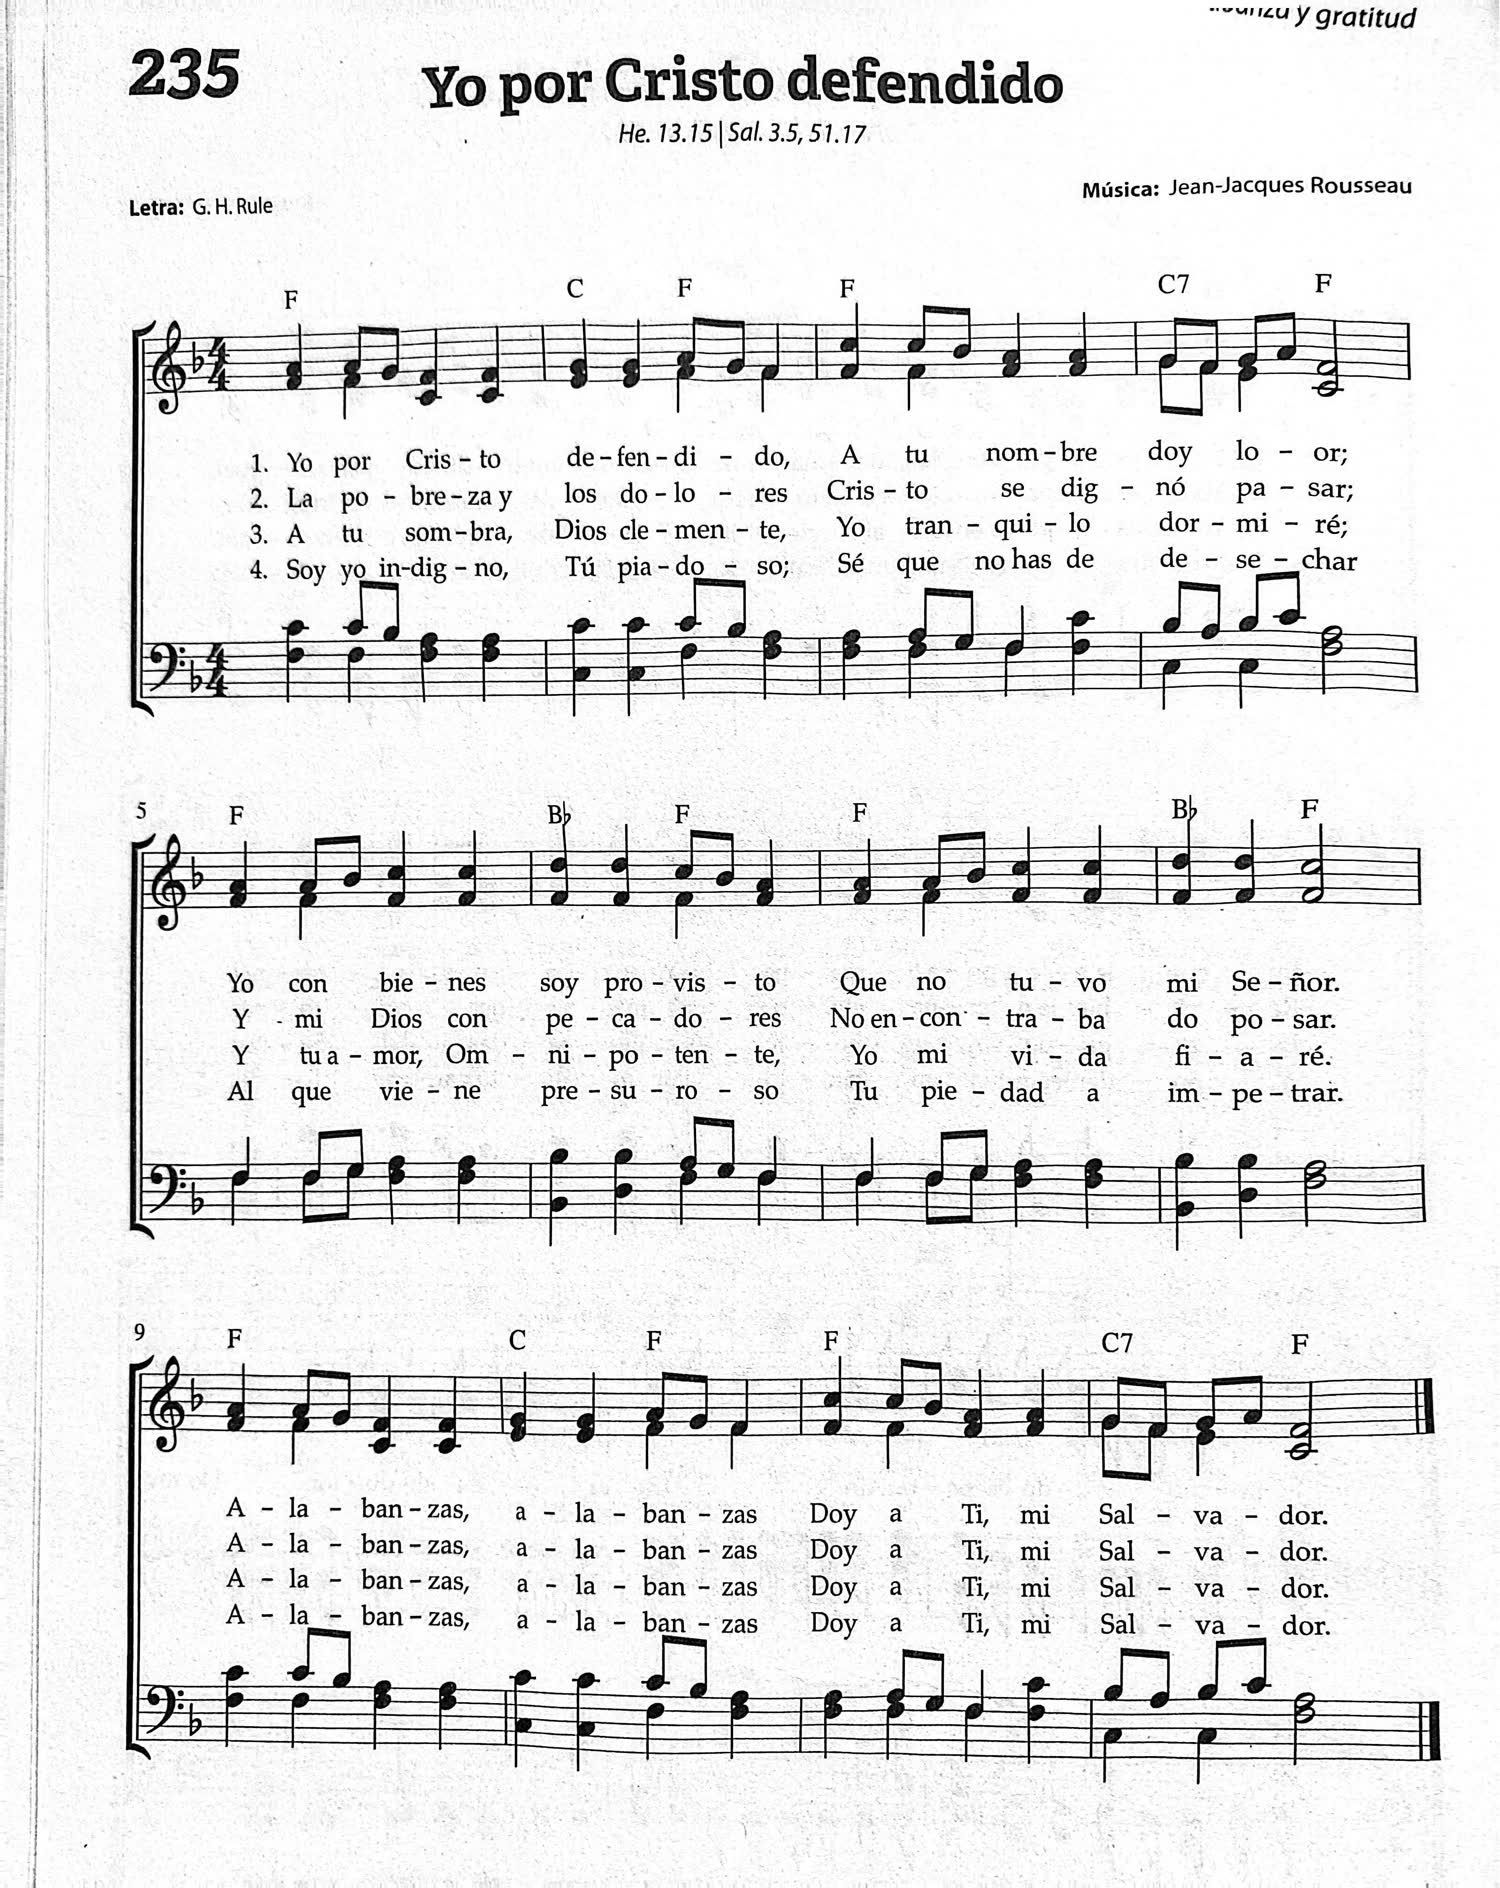 y gratitud
235
Yo por Cristo defendido
He. 13.15 | Sal. 3.5, 51.17
Música: Jean-Jacques Rousseau
Letra: G. H. Rule
F C F F C7 F
4 4
1. Yo por Cris – to de – fen – di – do, A tu nom – bre doy lo – or;
2. La po – bre – za y los do – lo – res Cris – to se dig – nó pa – sar;
3. A tu som – bra, Dios cle – men – te, Yo tran – qui – lo dor – mi – ré;
4. Soy yo in – dig – no, Tú pia – do – so; Sé que no has de de – se – char
4 4
5 F B♭ F F B♭ F
Yo con bie – nes soy pro – vis – to Que no tu – vo mi Se – ñor.
Y mi Dios con pe – ca – do – res No en – con – tra – ba do po – sar.
Y tu a – mor, Om – ni – po – ten – te, Yo mi vi – da fi – a – ré.
Al que vie – ne pre – su – ro – so Tu pie – dad a im – pe – trar.
9 F C F F C7 F
A – la – ban – zas, a – la – ban – zas Doy a Ti, mi Sal – va – dor.
A – la – ban – zas, a – la – ban – zas Doy a Ti, mi Sal – va – dor.
A – la – ban – zas, a – la – ban – zas Doy a Ti, mi Sal – va – dor.
A – la – ban – zas, a – la – ban – zas Doy a Ti, mi Sal – va – dor.